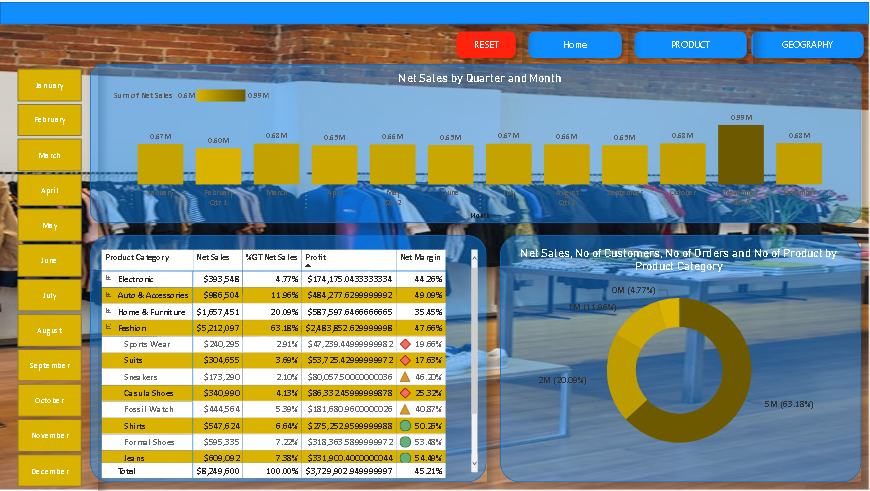 RESET Home PRODUCT GEOGRAPHY
Net Sales by Quarter and Month
Sum of Net Sales 0.6M 0.99M
0.67M 0.60M 0.68M 0.65M 0.66M 0.65M 0.67M 0.66M 0.65M 0.68M 0.99M 0.68M
January February March April May June August September October
Qtr 1 Qtr 2
Month
January
February
March
April
May
June
July
August
September
October
November
December
Product Category Net Sales %GT Net Sales Profit Net Margin
Electronic $393,548 4.77% $174,175.0433333334 44.26%
Auto & Accessories $986,504 11.96% $484,277.6299999992 49.09%
Home & Furniture $1,657,451 20.09% $587,597.6466666665 35.45%
Fashion $5,212,097 63.18% $2,483,852.629999998 47.66%
Sports Wear $240,295 2.91% $47,239.44999999982 19.66%
Suits $304,655 3.69% $53,725.42999999972 17.63%
Sneakers $173,290 2.10% $80,057.50000000036 46.20%
Casula Shoes $340,990 4.13% $86,332.45999999878 25.32%
Fossil Watch $444,564 5.39% $181,680.9600000026 40.87%
Shirts $547,624 6.64% $275,252.9599999988 50.26%
Formal Shoes $595,335 7.22% $318,363.5899999972 53.48%
Jeans $609,092 7.38% $331,900.4000000044 54.49%
Total $8,249,600 100.00% $3,729,902.949999997 45.21%
Net Sales, No of Customers, No of Orders and No of Product by
Product Category
0M (4.77%)
1M (11.96%)
2M (20.09%)
5M (63.18%)